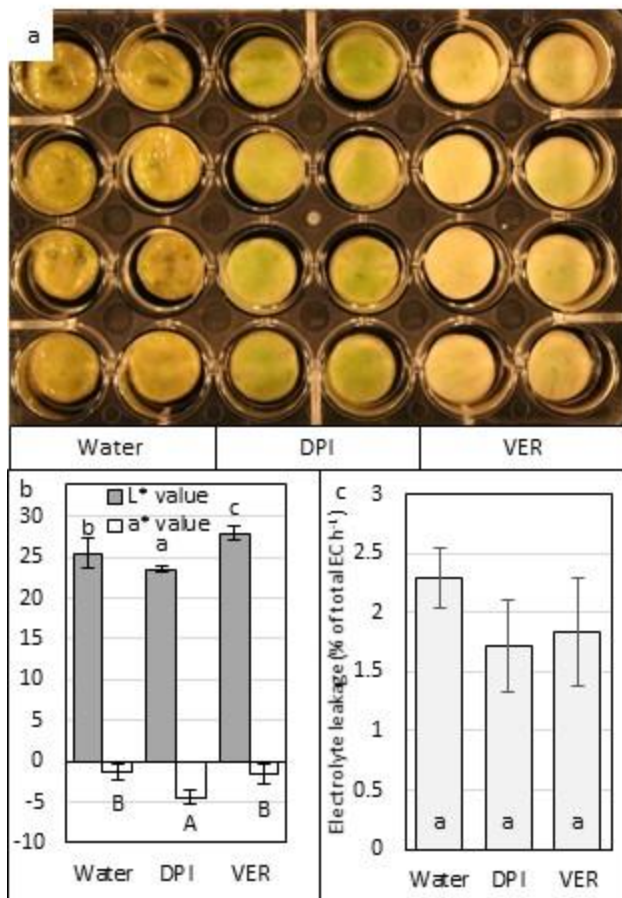 a
Water DPI VER
b
L* value
a* value
30
25
20
15
10
5
0
-5
-10
b
a
c
B
A
B
Water DPI VER
c
Electrolyte leakage (% of total EC h⁻¹)
3
2.5
2
1.5
1
0.5
0
a a a
Water DPI VER